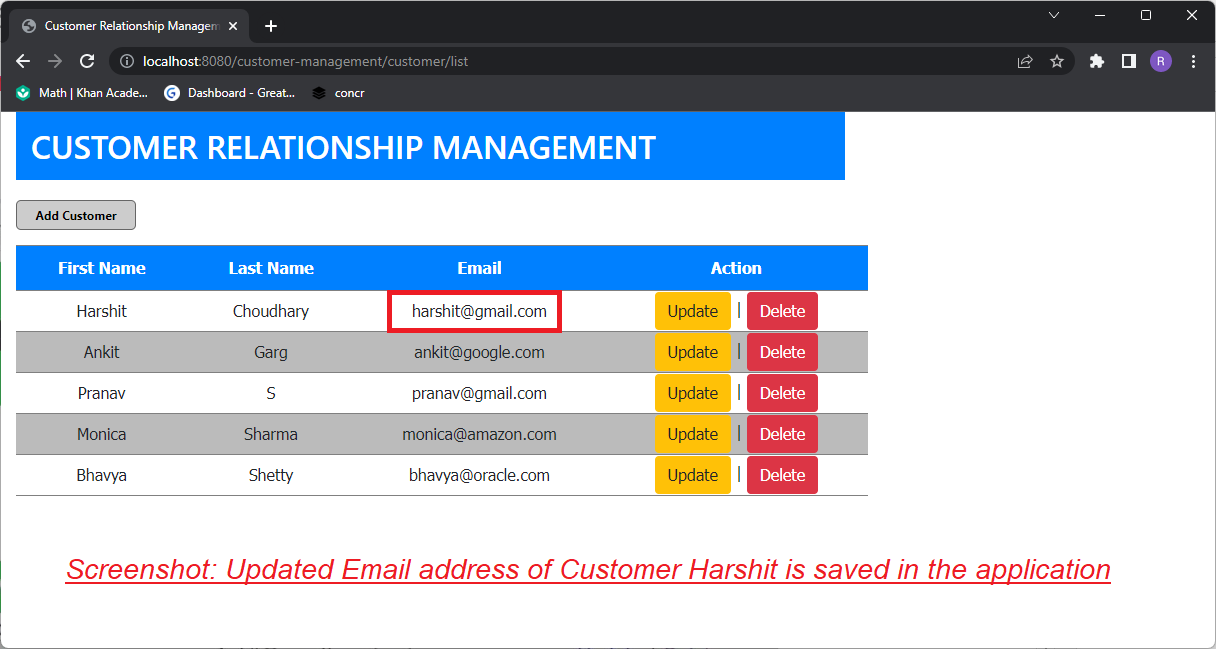 Customer Relationship Managem
localhost:8080/customer-management/customer/list
R
Math | Khan Acade...
G Dashboard - Great...
concr
CUSTOMER RELATIONSHIP MANAGEMENT
Add Customer
First Name Last Name Email Action
Harshit Choudhary harshit@gmail.com Update | Delete
Ankit Garg ankit@google.com Update | Delete
Pranav S pranav@gmail.com Update | Delete
Monica Sharma monica@amazon.com Update | Delete
Bhavya Shetty bhavya@oracle.com Update | Delete
Screenshot: Updated Email address of Customer Harshit is saved in the application